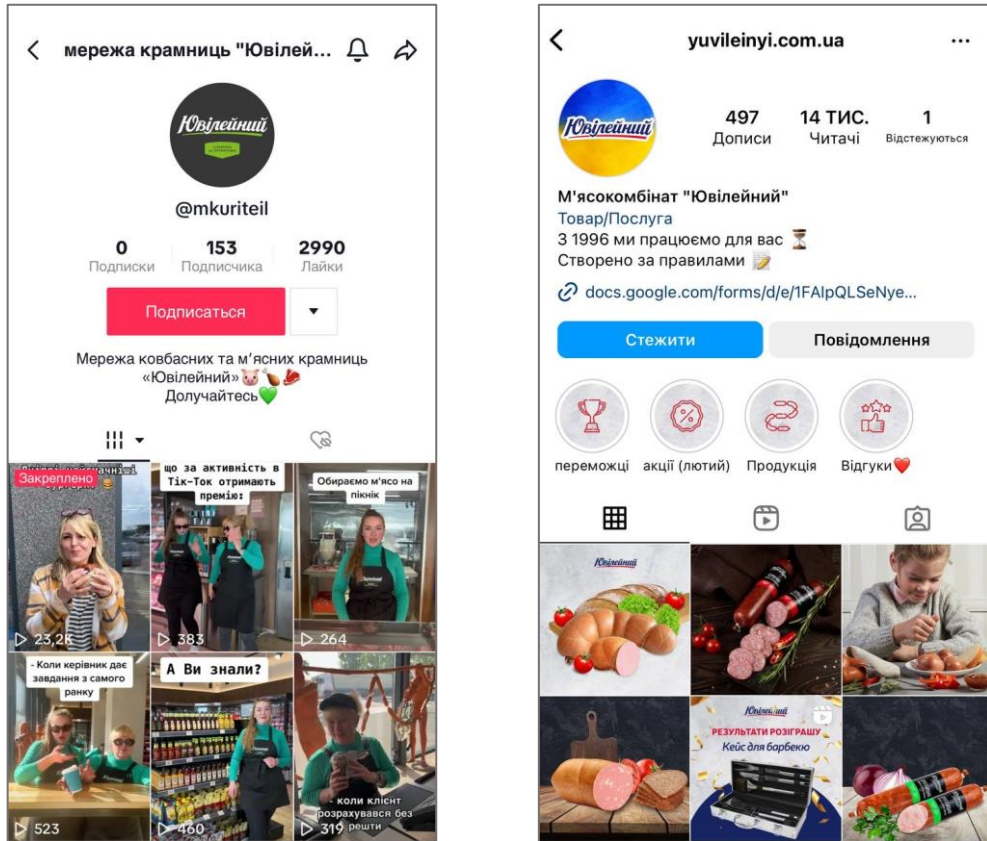 мережа крамниць "Ювілей...
Ювілейний
@mkuriteil
0
153
2990
Подписки
Подписчика
Лайки
Подписаться
Мережа ковбасних та м'ясних крамниць
«Ювілейний»
Долучайтесь
Закреплено
23,2K
що за активність в
Тік-Ток отримають
премію:
383
Обираємо м'ясо на
пікнік
264
- Коли керівник дає
завдання з самого
ранку
523
А Ви знали?
460
- коли клієнт
розрахувався без
решти
319
yuvileinyi.com.ua
Ювілейний
497
14 ТИС.
1
Дописи
Читачі
Відстежуються
М'ясокомбінат "Ювілейний"
Товар/Послуга
З 1996 ми працюємо для вас
Створено за правилами
docs.google.com/forms/d/e/1FAIpQLSeNye...
Стежити
Повідомлення
переможці
акції (лютий)
Продукція
Відгуки
Ювілейний
Ювілейний
РЕЗУЛЬТАТИ РОЗІГРАШУ
Кейс для барбекю